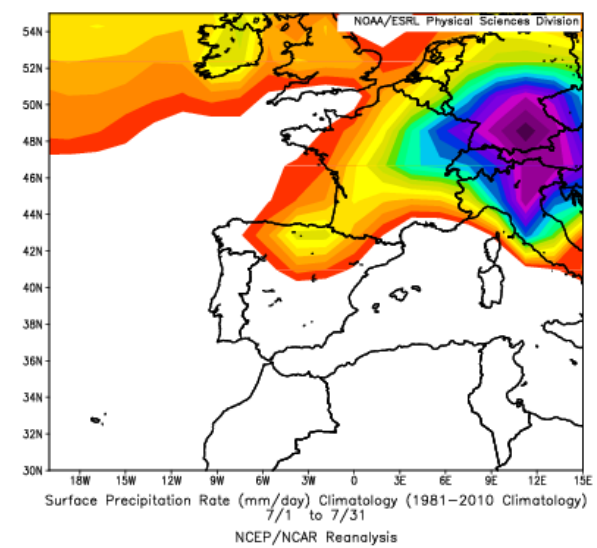 NOAA/ESRL Physical Sciences Division
54N
52N
50N
48N
46N
44N
42N
40N
38N
36N
34N
32N
30N
18W 15W 12W 9W 6W 3W 0 3E 6E 9E 12E 15E
Surface Precipitation Rate (mm/day) Climatology (1981-2010 Climatology)
7/1 to 7/31
NCEP/NCAR Reanalysis